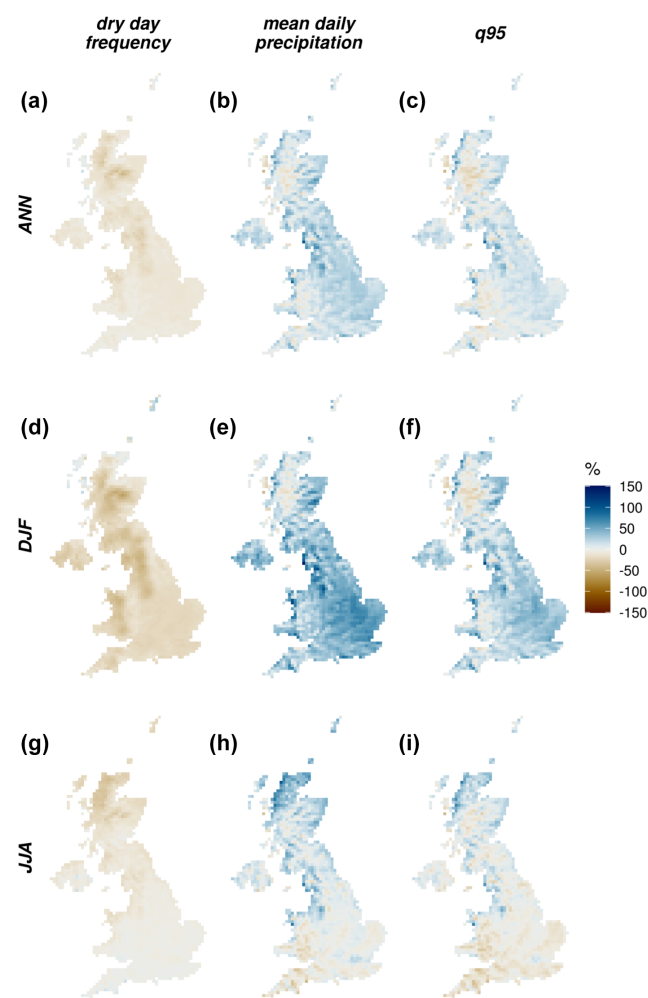 dry day
frequency
mean daily
precipitation
q95
(a)
(b)
(c)
ANN
(d)
(e)
(f)
DJF
%
150
100
50
0
-50
-100
-150
(g)
(h)
(i)
JJA